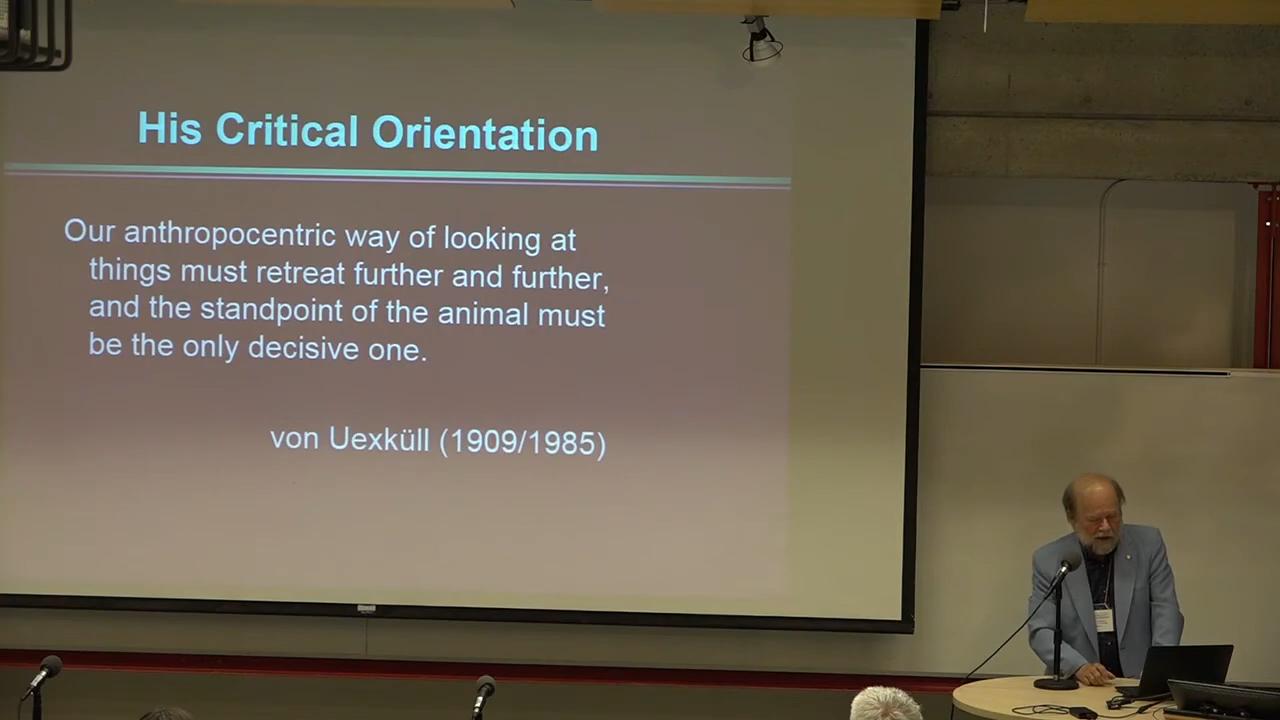 His Critical Orientation
Our anthropocentric way of looking at
things must retreat further and further,
and the standpoint of the animal must
be the only decisive one.
von Uexküll (1909/1985)